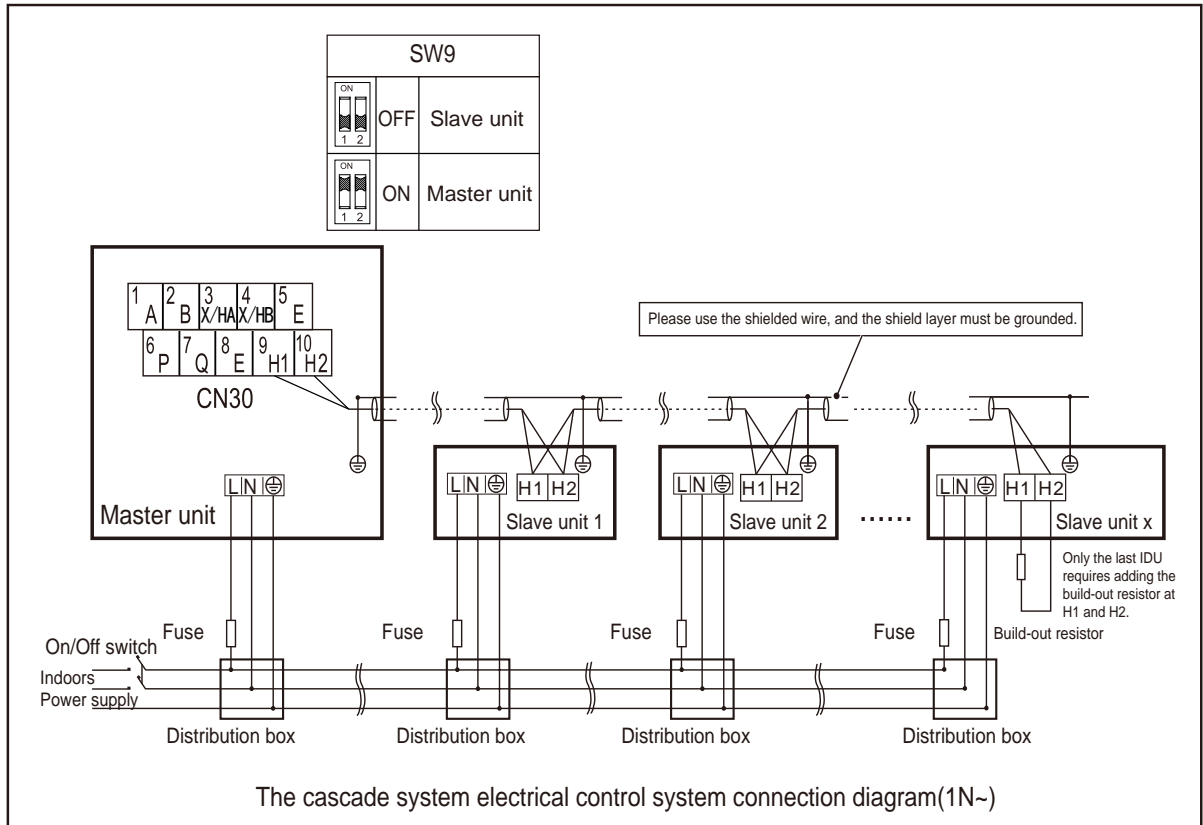 SW9
ON
1 2
OFF
Slave unit
ON
1 2
ON
Master unit
1 A
2 B
3 X/HA
4 X/HB
5 E
6 P
7 Q
8 E
9 H1
10 H2
CN30
Please use the shielded wire, and the shield layer must be grounded.
L N
Master unit
L N
H1 H2
Slave unit 1
L N
H1 H2
Slave unit 2
......
L N
H1 H2
Slave unit x
Only the last IDU
requires adding the
build-out resistor at
H1 and H2.
Fuse
Fuse
Fuse
Fuse
Build-out resistor
On/Off switch
Indoors
Power supply
Distribution box
Distribution box
Distribution box
Distribution box
The cascade system electrical control system connection diagram(1N~)